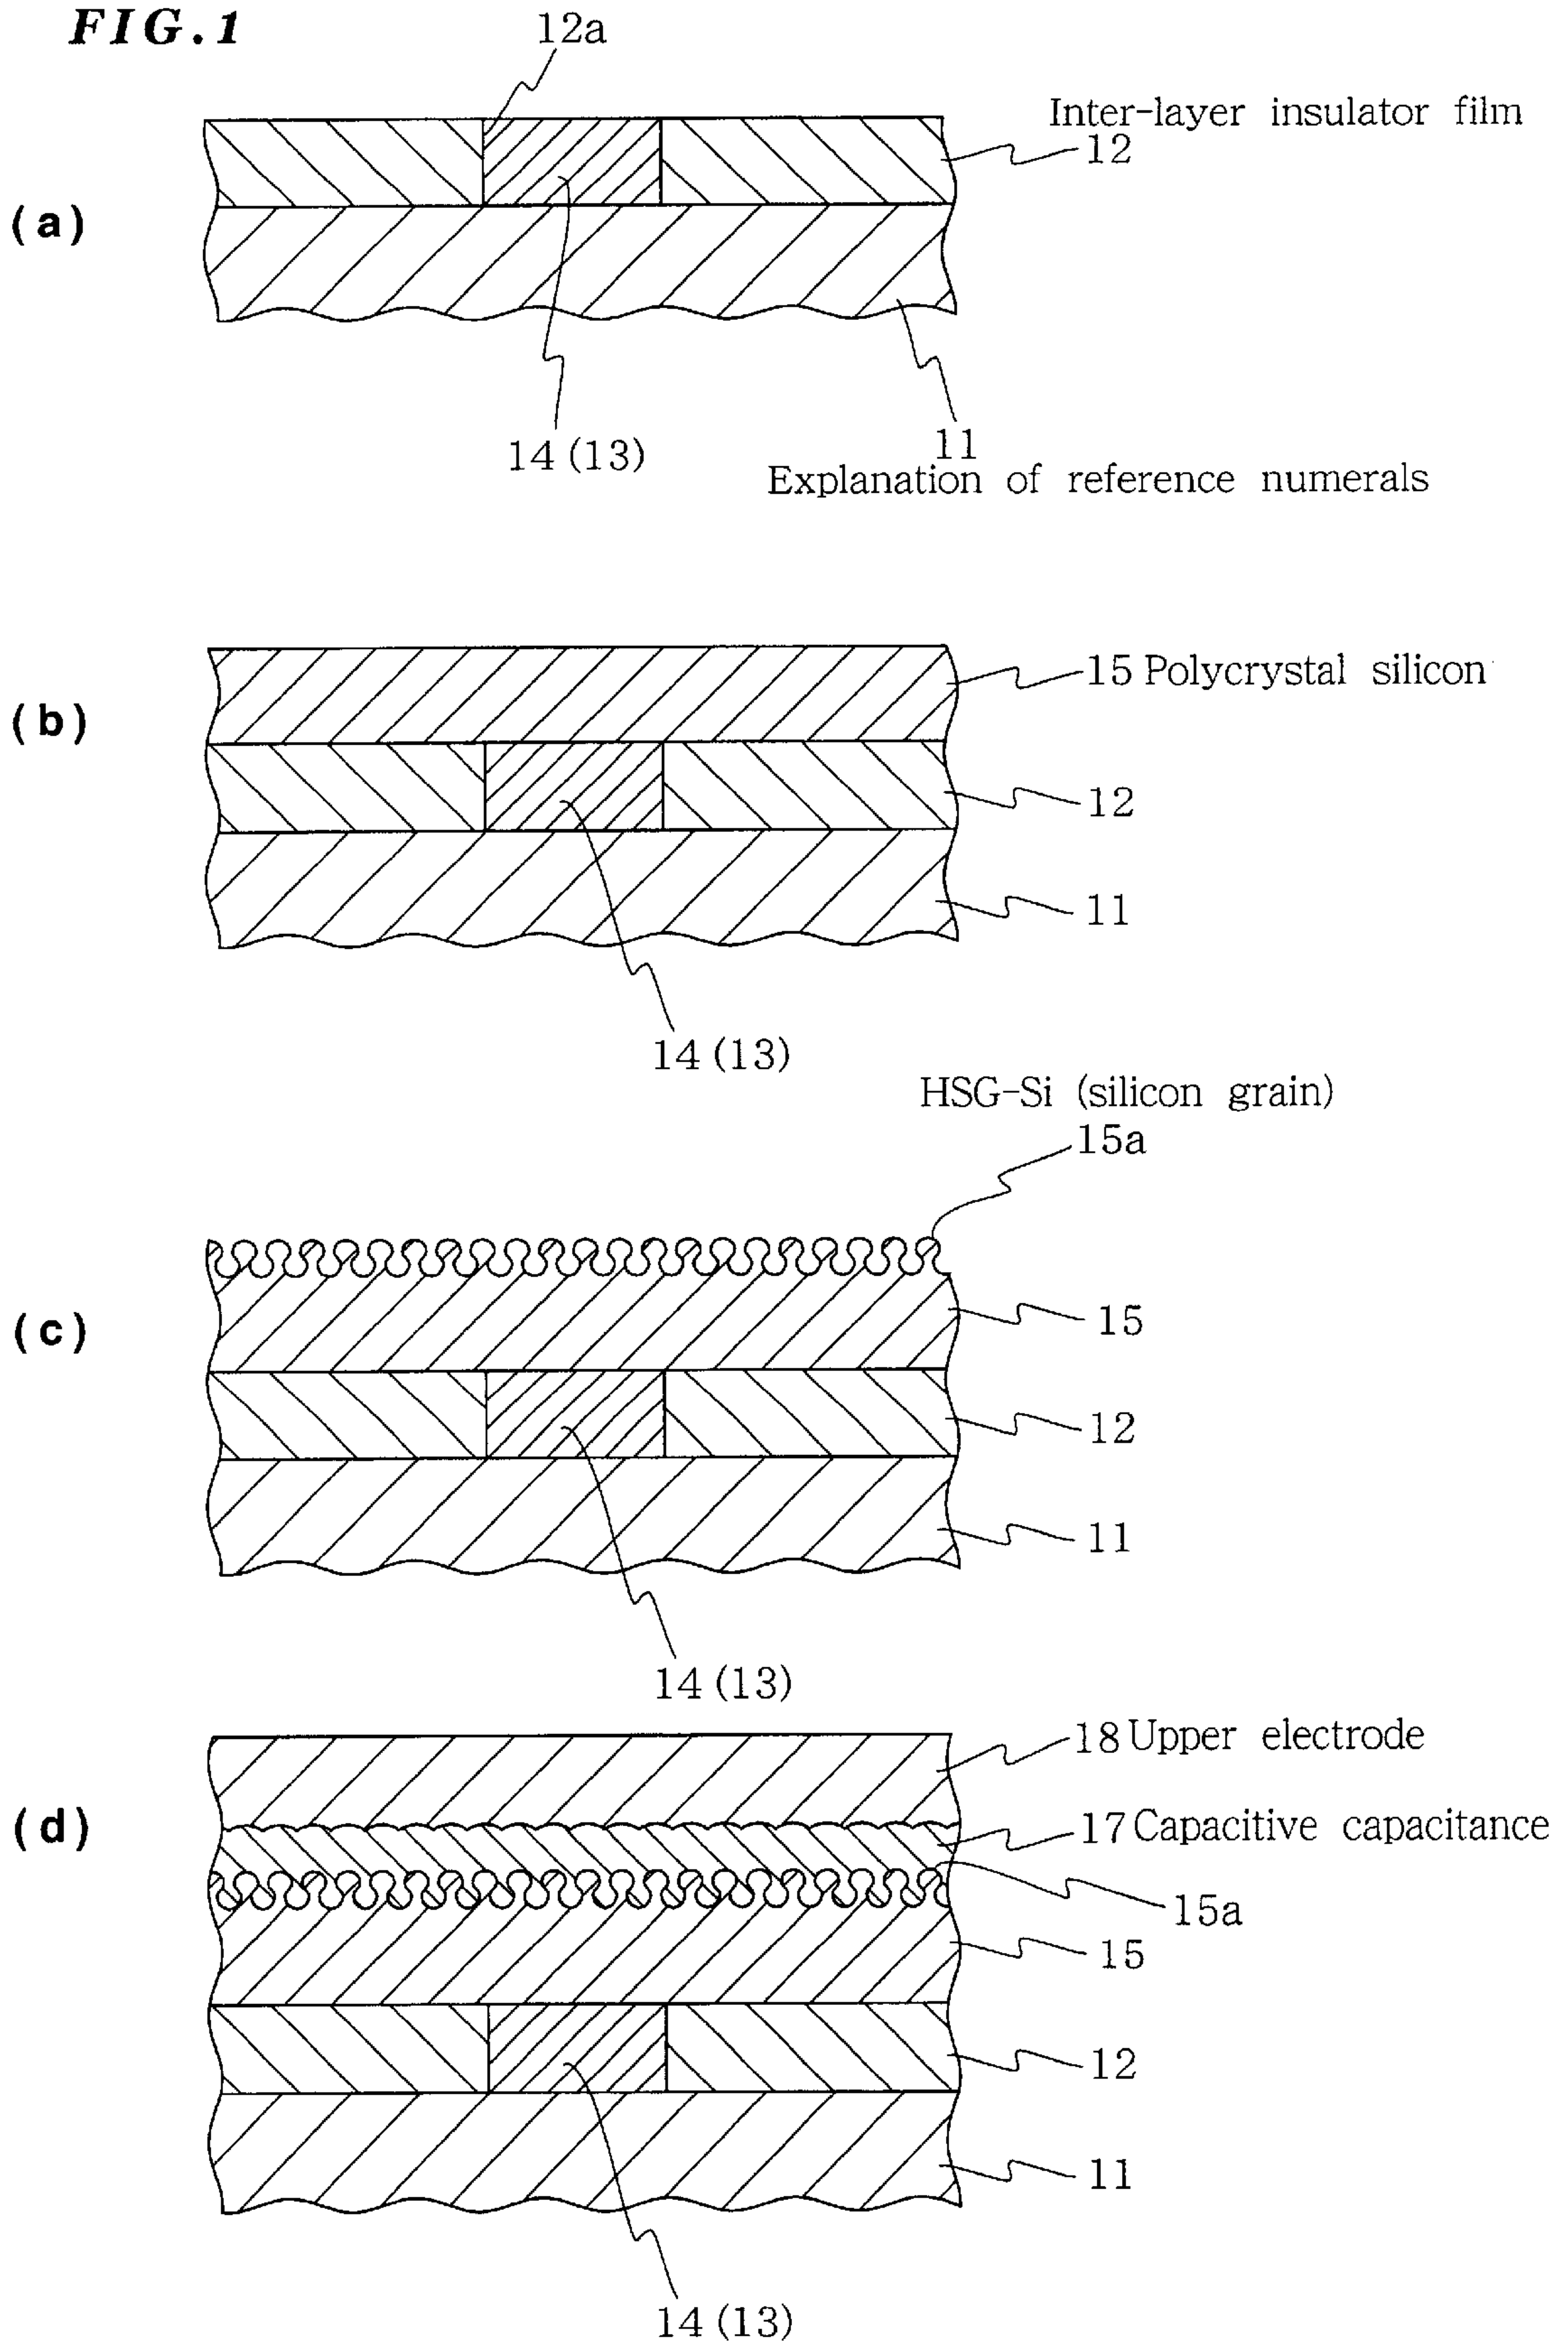 FIG.1
12a
Inter-layer insulator film
12
(a)
14 (13)
11
Explanation of reference numerals
15 Polycrystal silicon
(b)
12
11
14 (13)
HSG-Si (silicon grain)
15a
15
(c)
12
11
14 (13)
18 Upper electrode
17 Capacitive capacitance
(d)
15a
15
12
11
14 (13)